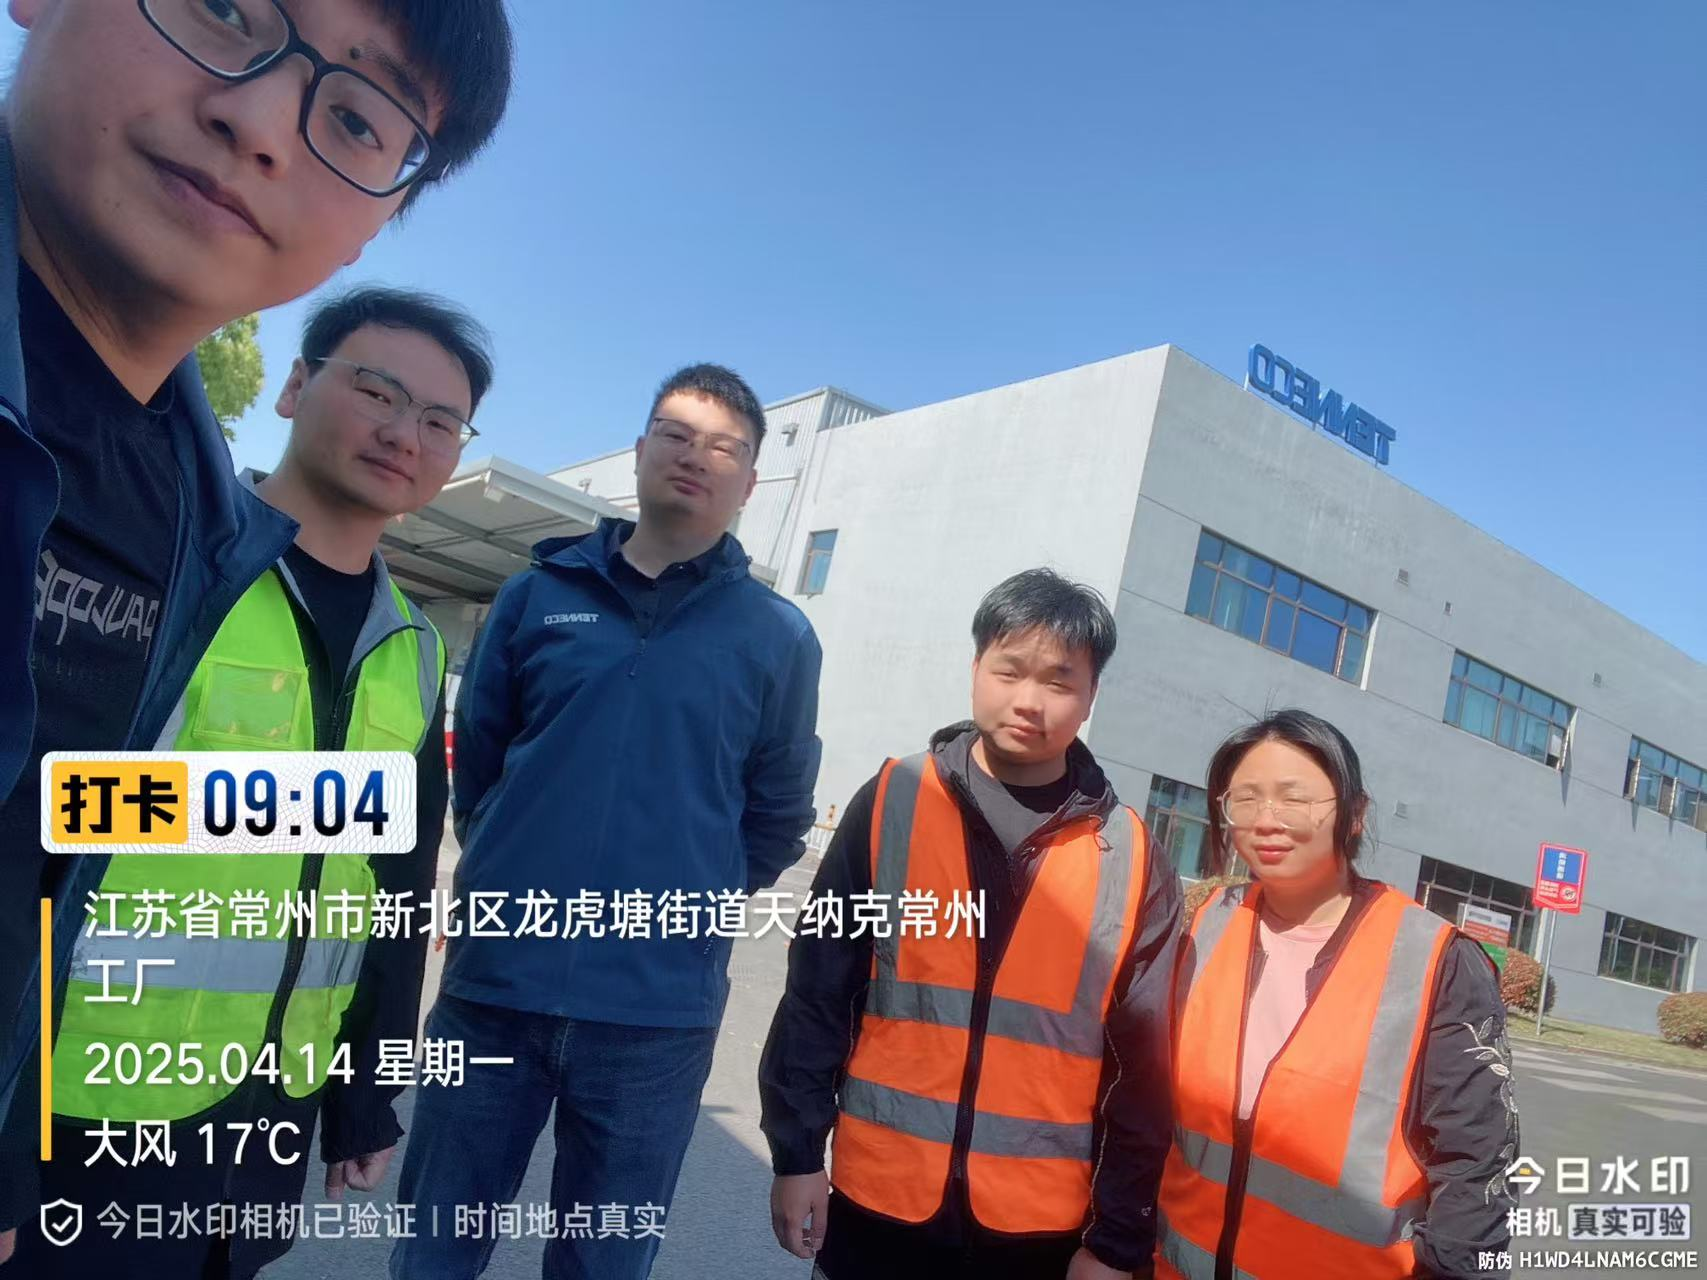 TENNECO
TENNECO
打卡 09:04
江苏省常州市新北区龙虎塘街道天纳克常州
工厂
2025.04.14 星期一
大风 17℃
今日水印相机已验证 | 时间地点真实
今日水印
相机 真实可验
防伪 H1WD4LNAM6CGME